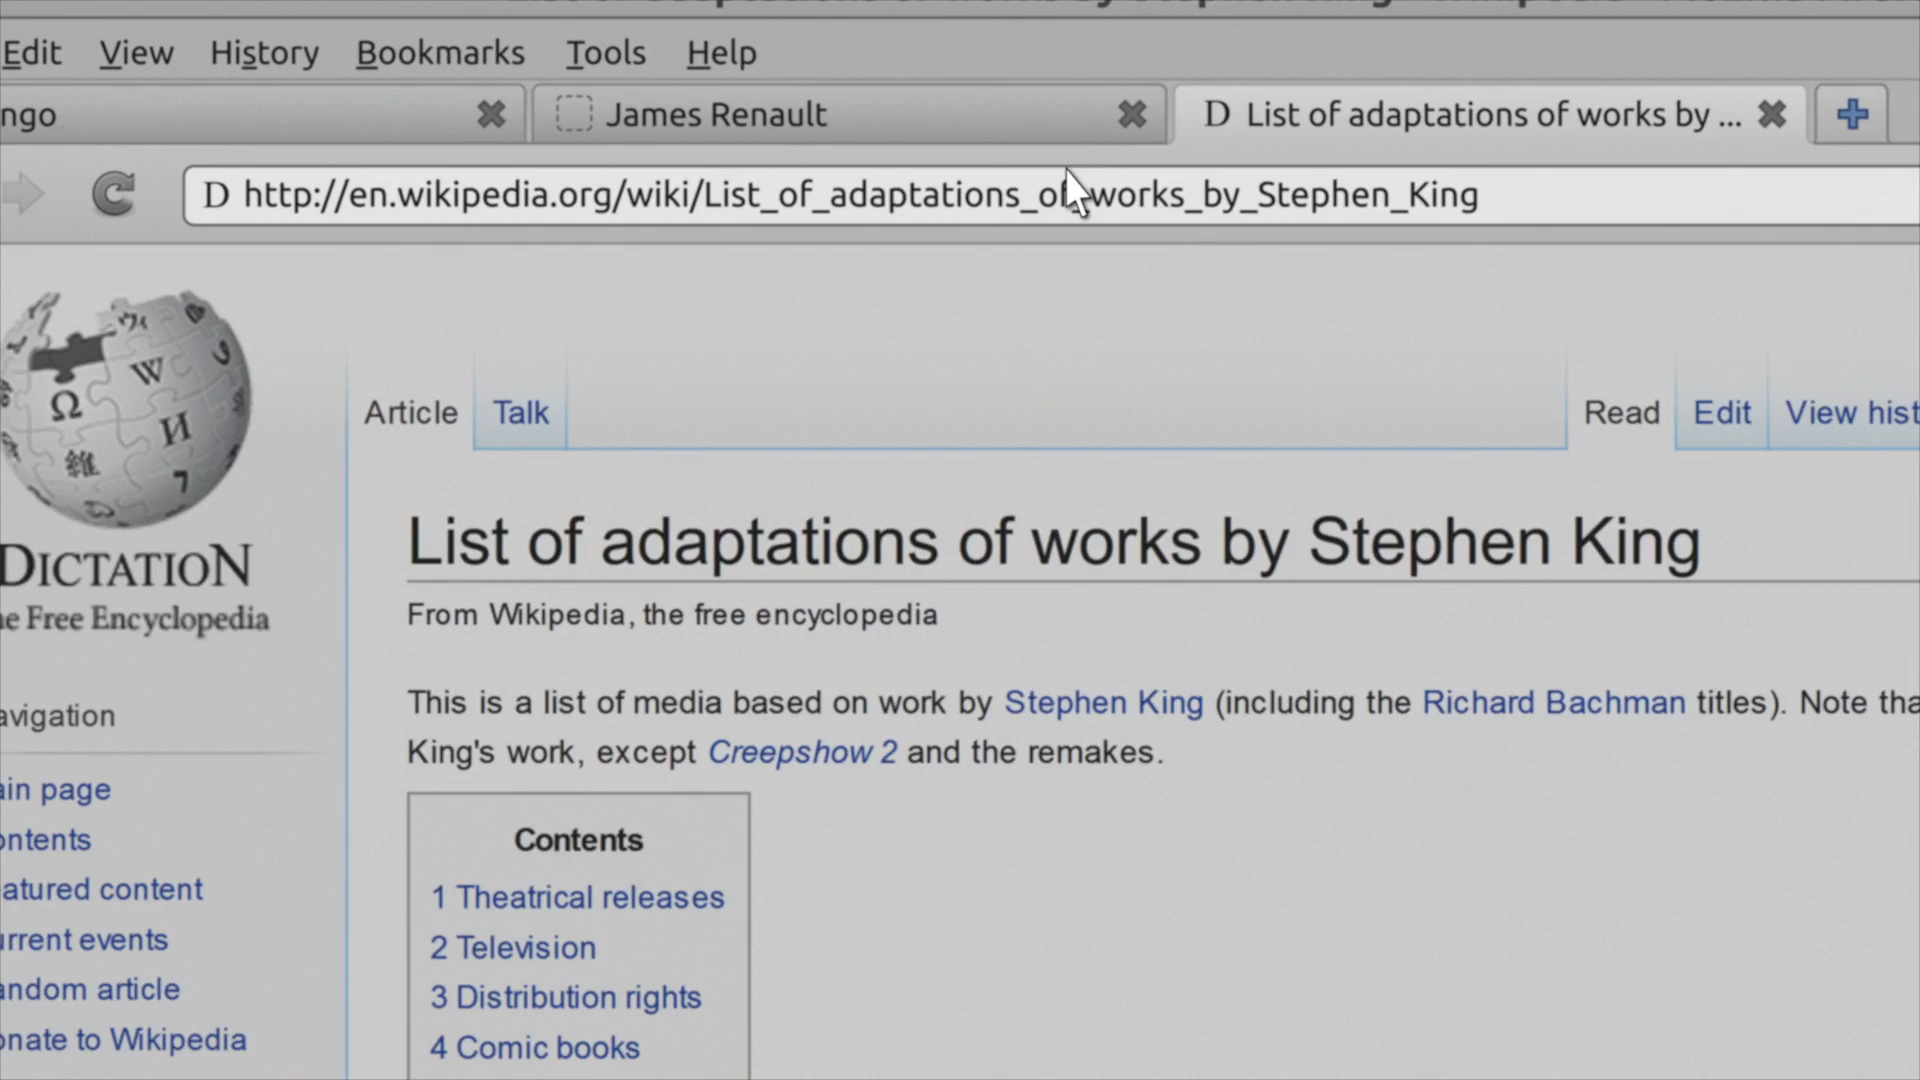 Edit View History Bookmarks Tools Help
ngo
James Renault
D List of adaptations of works by ...
D http://en.wikipedia.org/wiki/List_of_adaptations_of_works_by_Stephen_King
DICTATION
e Free Encyclopedia
Article Talk
Read Edit View hist
List of adaptations of works by Stephen King
From Wikipedia, the free encyclopedia
This is a list of media based on work by Stephen King (including the Richard Bachman titles). Note tha
King's work, except Creepshow 2 and the remakes.
avigation
ain page
ontents
atured content
urrent events
andom article
onate to Wikipedia
Contents
1 Theatrical releases
2 Television
3 Distribution rights
4 Comic books